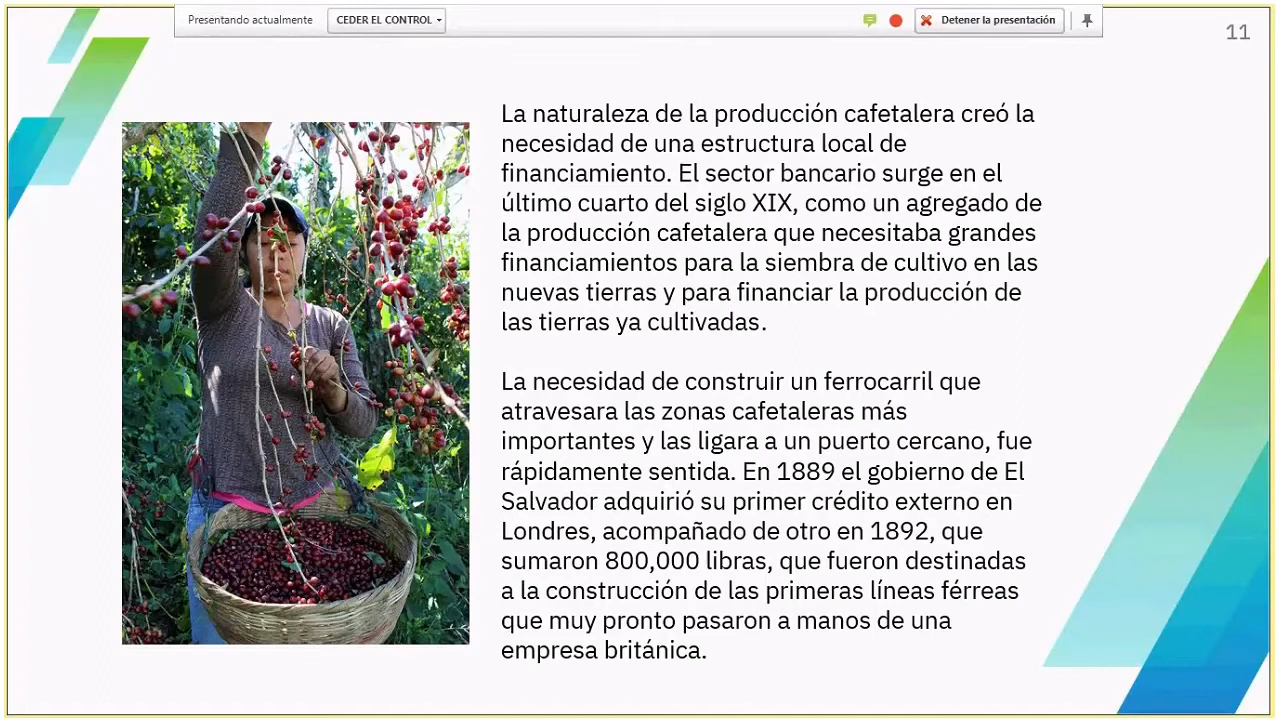 Presentando actualmente CEDER EL CONTROL Detener la presentación
11
La naturaleza de la producción cafetalera creó la
necesidad de una estructura local de
financiamiento. El sector bancario surge en el
último cuarto del siglo XIX, como un agregado de
la producción cafetalera que necesitaba grandes
financiamientos para la siembra de cultivo en las
nuevas tierras y para financiar la producción de
las tierras ya cultivadas.
La necesidad de construir un ferrocarril que
atravesara las zonas cafetaleras más
importantes y las ligara a un puerto cercano, fue
rápidamente sentida. En 1889 el gobierno de El
Salvador adquirió su primer crédito externo en
Londres, acompañado de otro en 1892, que
sumaron 800,000 libras, que fueron destinadas
a la construcción de las primeras líneas férreas
que muy pronto pasaron a manos de una
empresa británica.